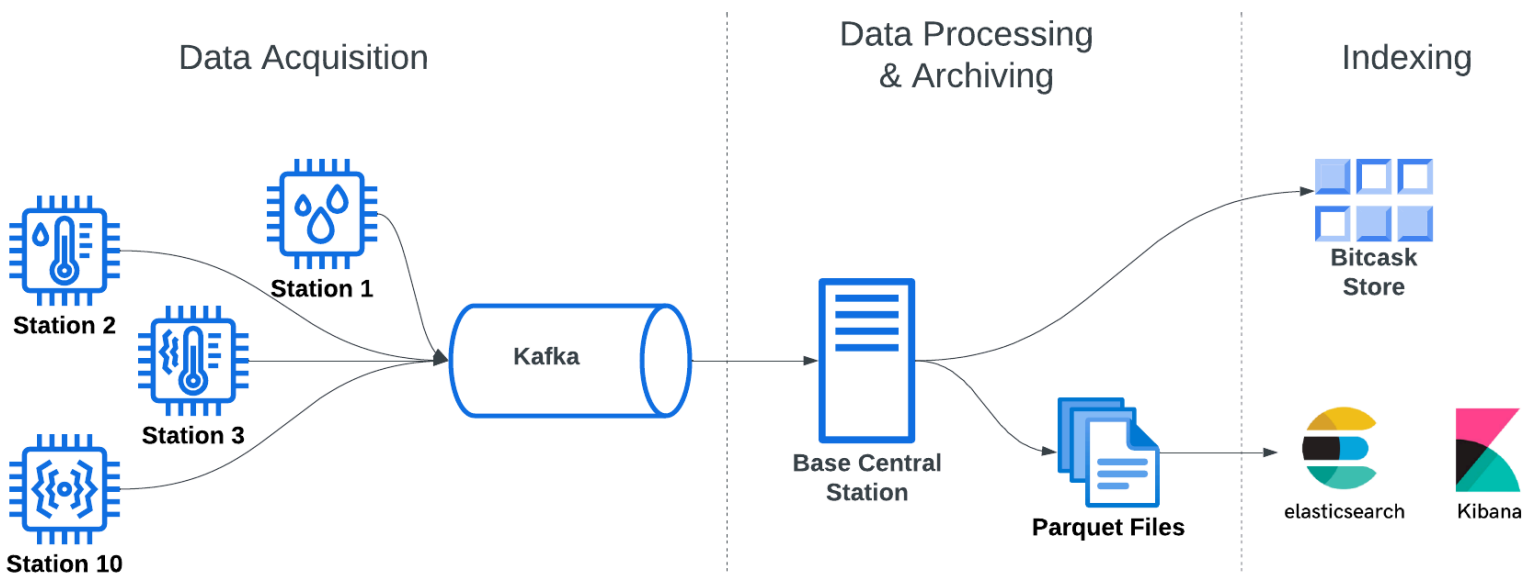 Data Acquisition
Data Processing
& Archiving
Indexing
Station 1
Station 2
Station 3
Station 10
Kafka
Base Central
Station
Parquet Files
Bitcask
Store
elasticsearch
Kibana